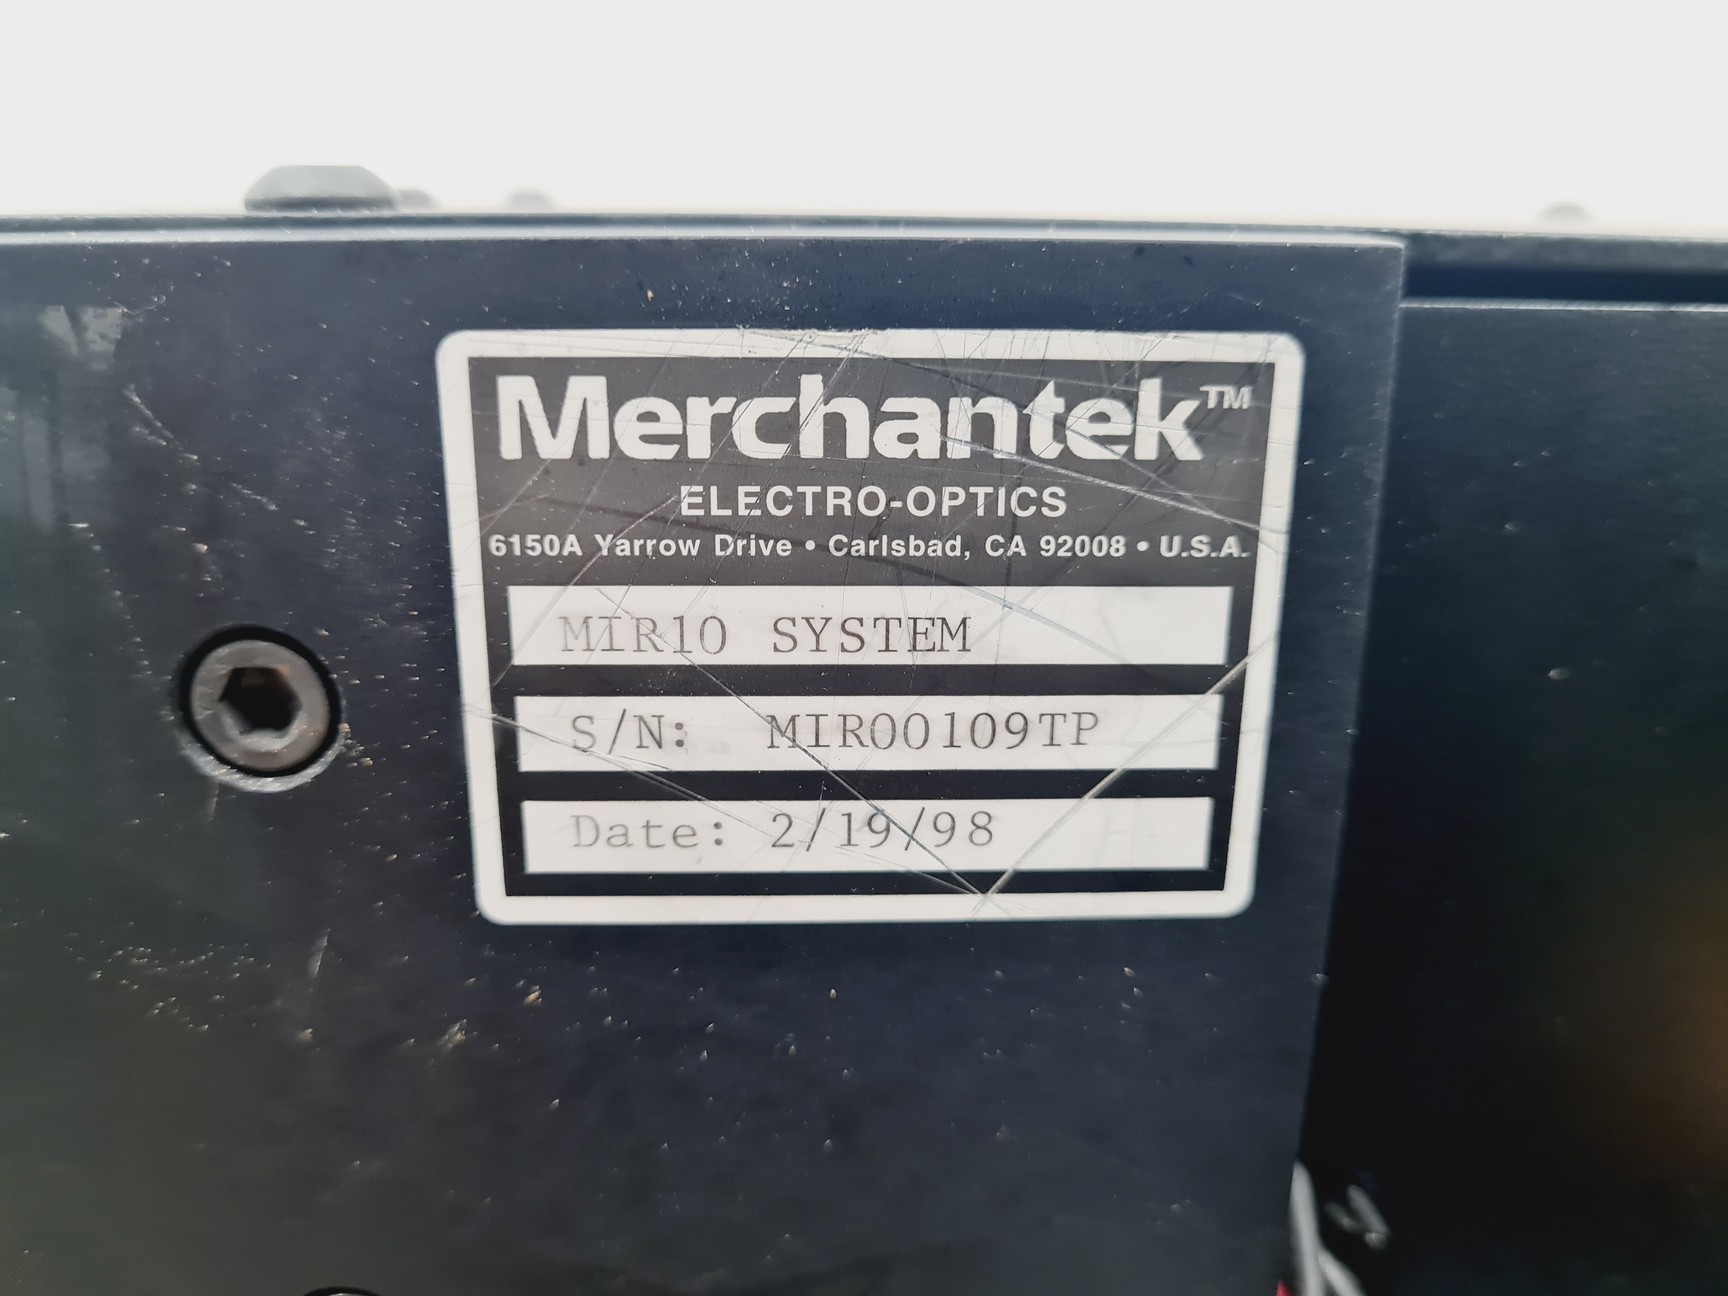 Merchantek™
ELECTRO-OPTICS
6150A Yarrow Drive • Carlsbad, CA 92008 • U.S.A.
MIR10 SYSTEM
S/N: MIR00109TP
Date: 2/19/98